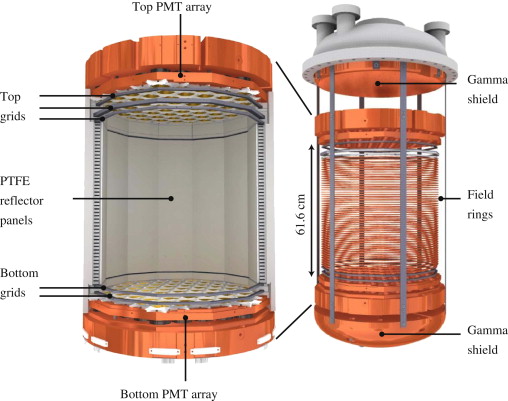 Top PMT array
Top
grids
PTFE
reflector
panels
Bottom
grids
Bottom PMT array
61.6 cm
Gamma
shield
Field
rings
Gamma
shield